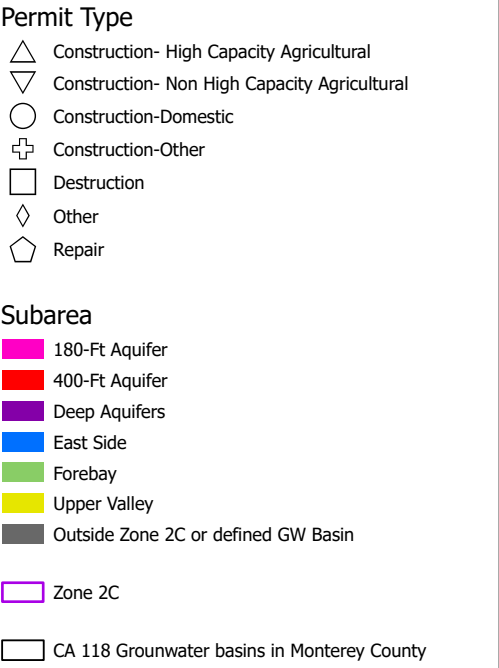 Permit Type
Construction- High Capacity Agricultural
Construction- Non High Capacity Agricultural
Construction-Domestic
Construction-Other
Destruction
Other
Repair
Subarea
180-Ft Aquifer
400-Ft Aquifer
Deep Aquifers
East Side
Forebay
Upper Valley
Outside Zone 2C or defined GW Basin
Zone 2C
CA 118 Grounwater basins in Monterey County